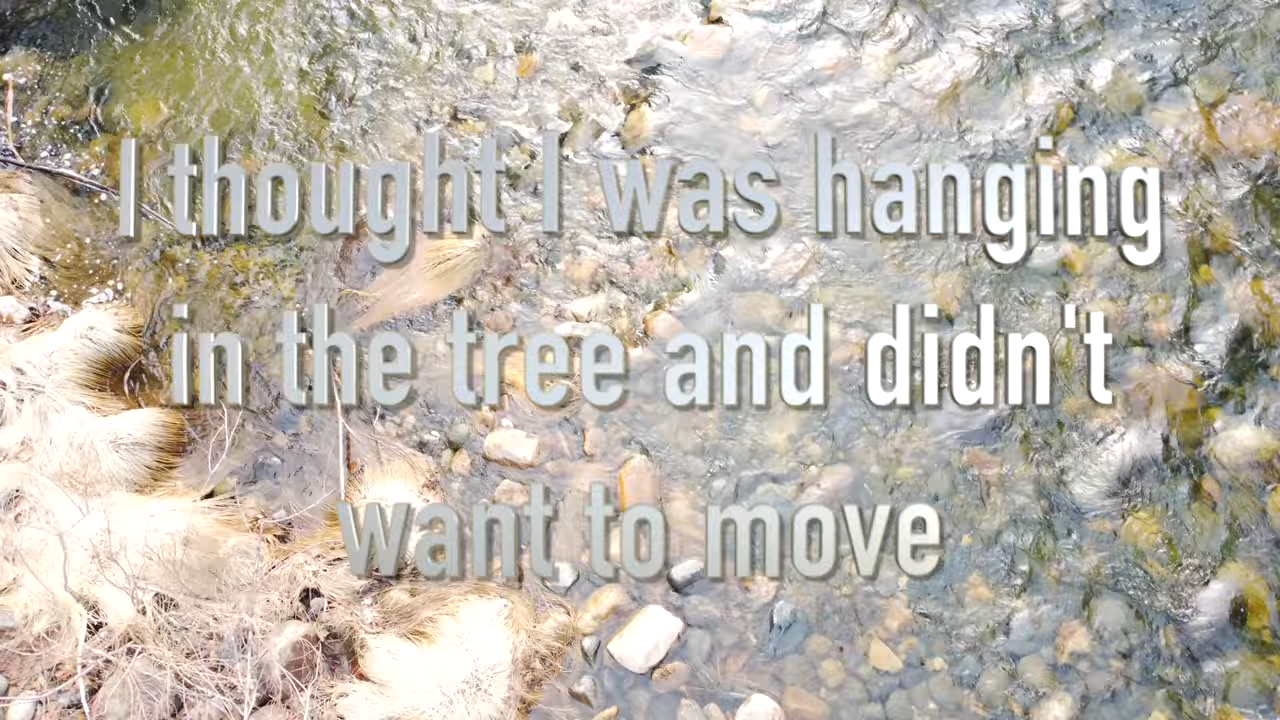 I thought I was hanging
in the tree and didn't
want to move